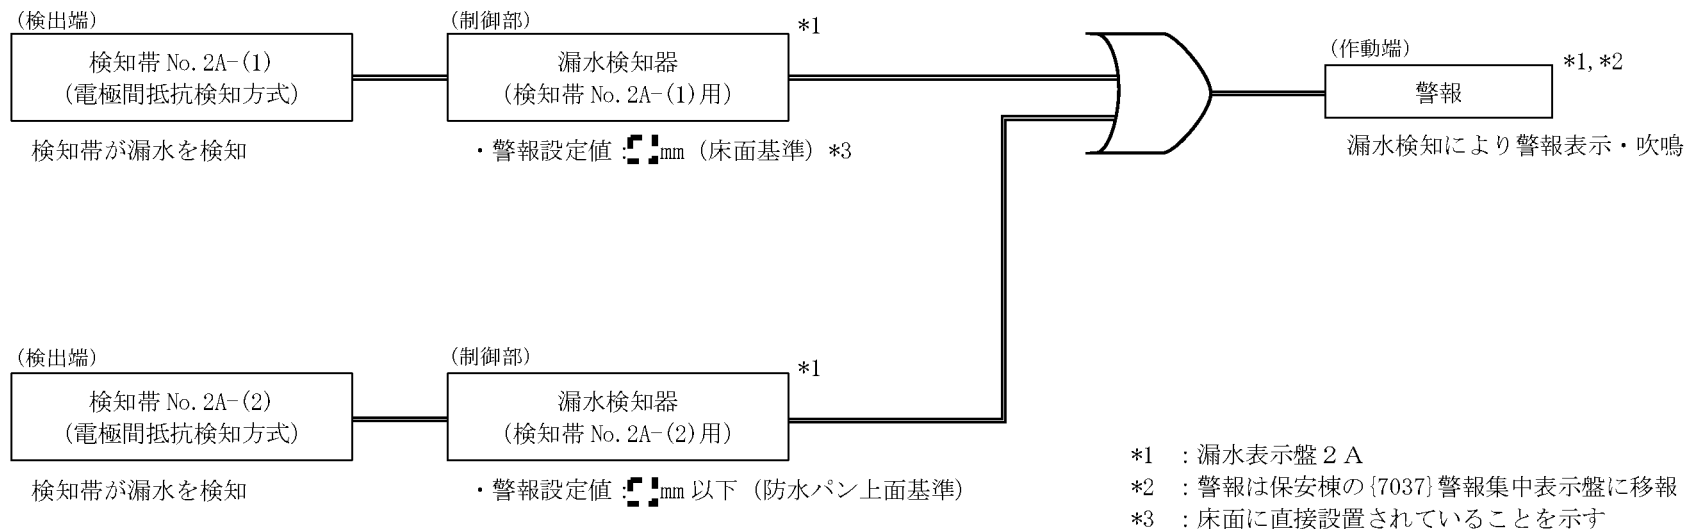 (検出端)
検知帯 No. 2A-(1)
(電極間抵抗検知方式)
検知帯が漏水を検知
(制御部)
*1
漏水検知器
(検知帯 No. 2A-(1)用)
・警報設定値:mm (床面基準) *3
(作動端)
*1, *2
警報
漏水検知により警報表示・吹鳴
(検出端)
検知帯 No. 2A-(2)
(電極間抵抗検知方式)
検知帯が漏水を検知
(制御部)
*1
漏水検知器
(検知帯 No. 2A-(2)用)
・警報設定値:mm 以下 (防水パン上面基準)
*1 :漏水表示盤2A
*2 :警報は保安棟の{7037}警報集中表示盤に移報
*3 :床面に直接設置されていることを示す